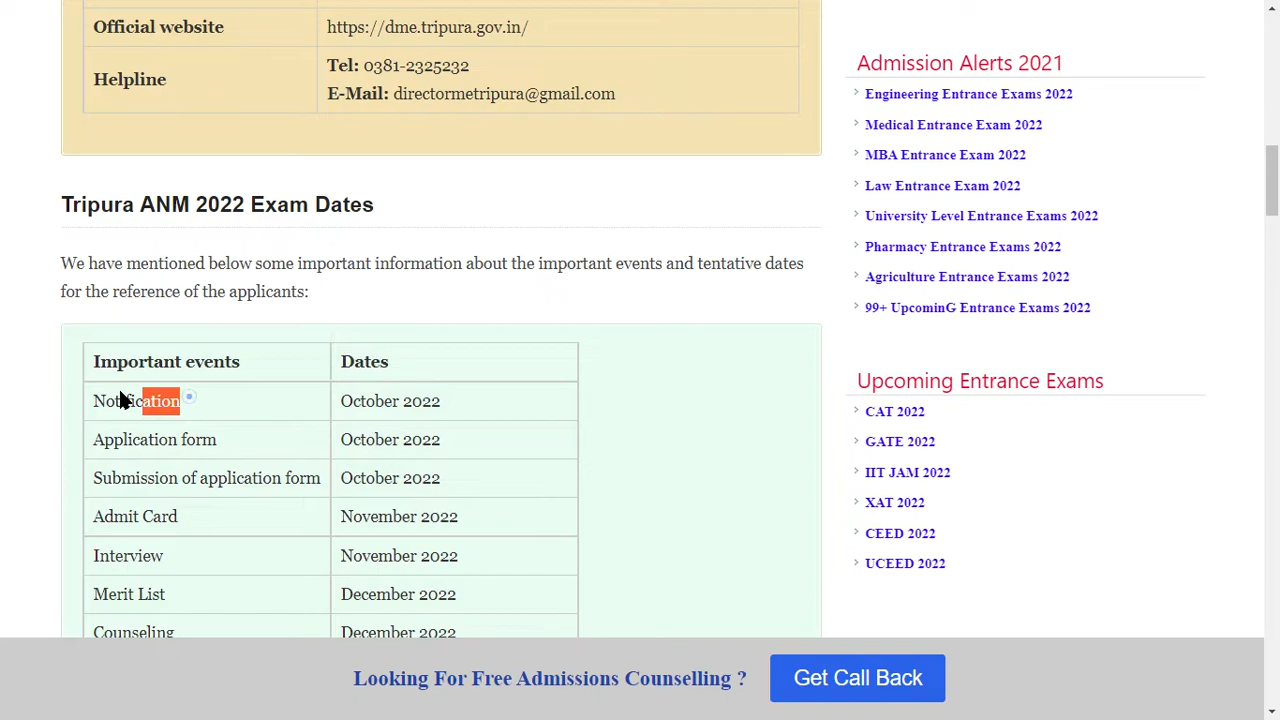 Official website https://dme.tripura.gov.in/
Helpline Tel: 0381-2325232
E-Mail: directormetripura@gmail.com
Tripura ANM 2022 Exam Dates
We have mentioned below some important information about the important events and tentative dates
for the reference of the applicants:
Important events Dates
Notification October 2022
Application form October 2022
Submission of application form October 2022
Admit Card November 2022
Interview November 2022
Merit List December 2022
Counseling December 2022
Admission Alerts 2021
Engineering Entrance Exams 2022
Medical Entrance Exam 2022
MBA Entrance Exam 2022
Law Entrance Exam 2022
University Level Entrance Exams 2022
Pharmacy Entrance Exams 2022
Agriculture Entrance Exams 2022
99+ UpcominG Entrance Exams 2022
Upcoming Entrance Exams
CAT 2022
GATE 2022
IIT JAM 2022
XAT 2022
CEED 2022
UCEED 2022
Looking For Free Admissions Counselling ? Get Call Back